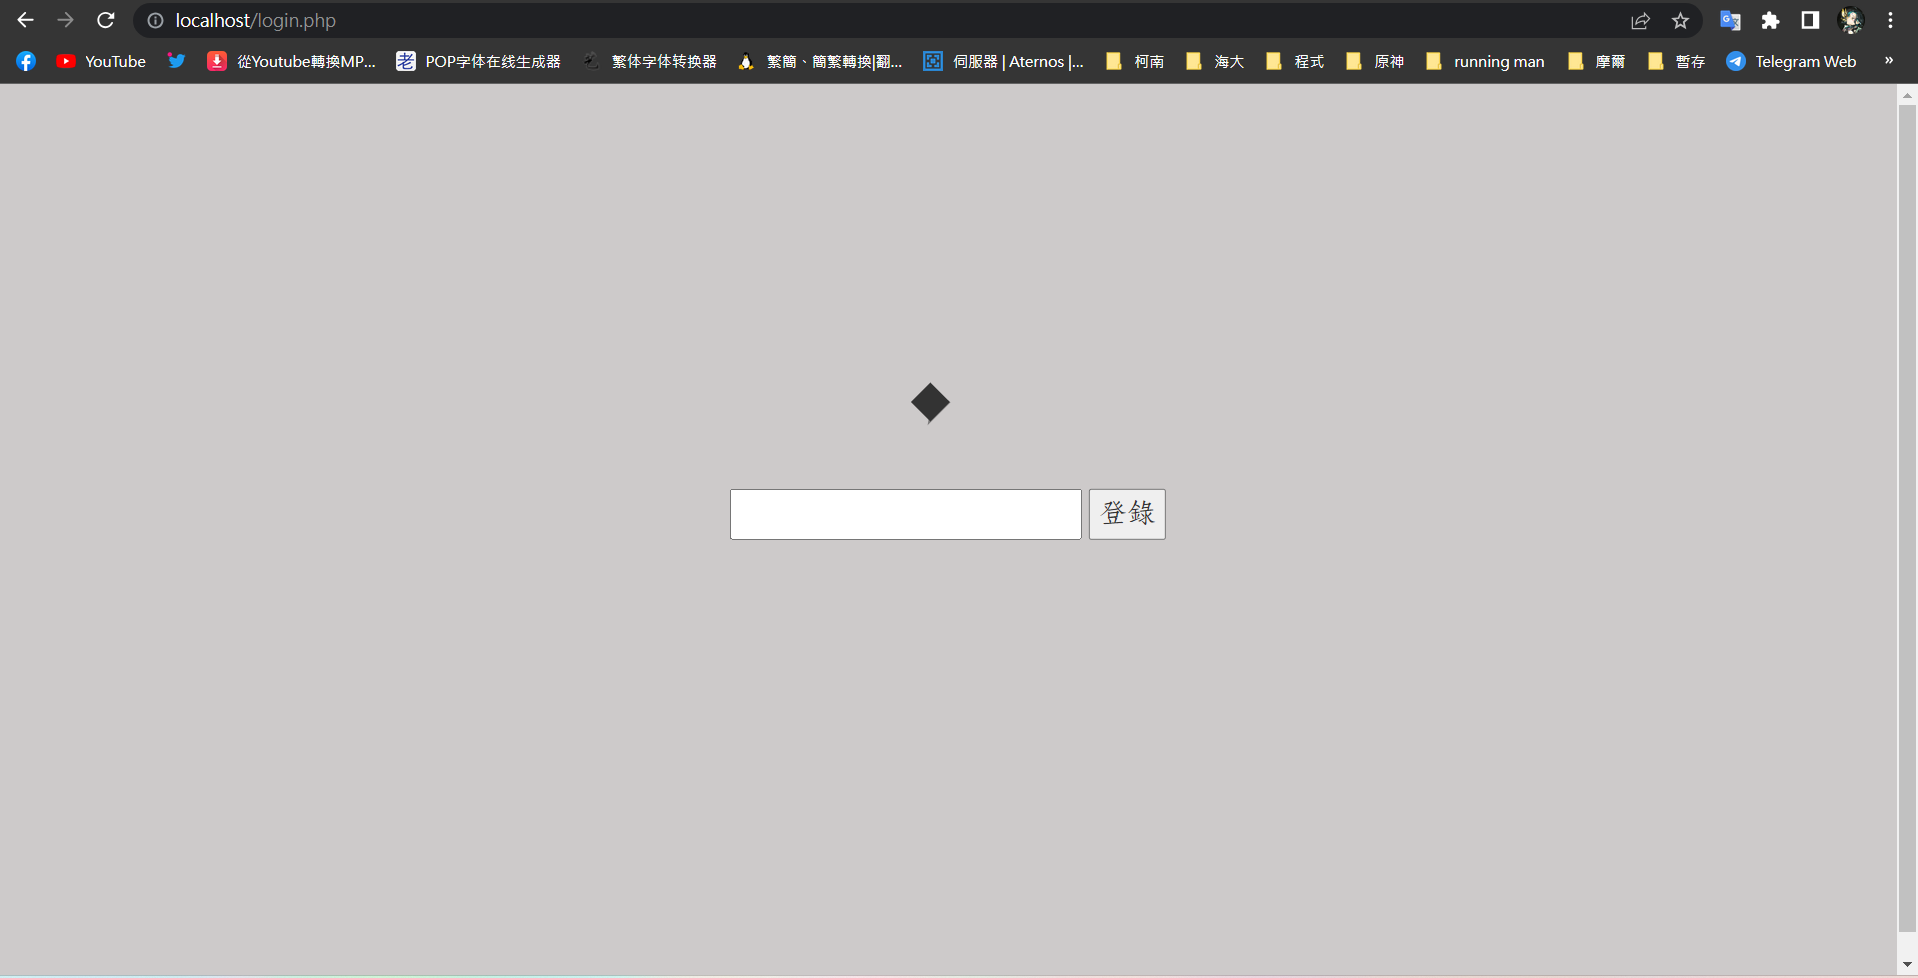 localhost/login.php
YouTube 從Youtube轉換MP... POP字体在线生成器 繁体字体转换器 繁簡、簡繁轉換|翻... 伺服器 | Aternos |... 柯南 海大 程式 原神 running man 摩爾 暫存 Telegram Web »
登錄